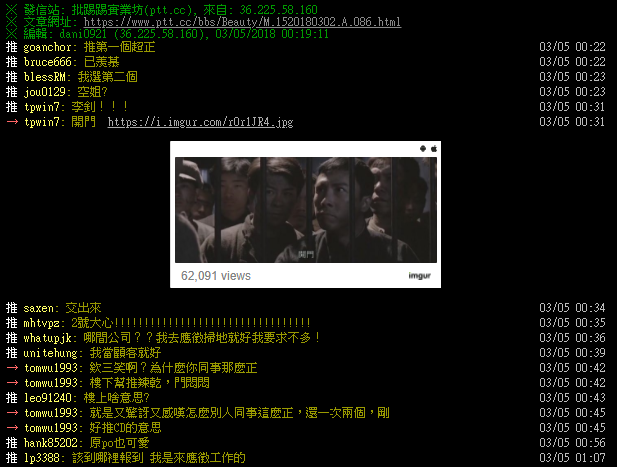 ※ 發信站: 批踢踢實業坊(ptt.cc), 來自: 36.225.58.160
※ 文章網址: https://www.ptt.cc/bbs/Beauty/M.1520180302.A.086.html
※ 編輯: dani0921 (36.225.58.160), 03/05/2018 00:19:11
推 goanchor: 推第一個超正 03/05 00:22
推 bruce666: 已羨慕 03/05 00:22
推 blessRM: 我選第二個 03/05 00:23
推 jou0129: 空姐? 03/05 00:23
推 tpwin7: 李釗！！！ 03/05 00:31
→ tpwin7: 開門 https://i.imgur.com/r0r1JR4.jpg 03/05 00:31
開門
62,091 views
imgur
推 saxen: 交出來 03/05 00:34
推 mhtvpz: 2號大心!!!!!!!!!!!!!!!!!!!!!!!!!!!!!!!!! 03/05 00:35
推 whatupjk: 哪間公司？？我去應徵掃地就好我要求不多！ 03/05 00:36
推 unitehung: 我當顧客就好 03/05 00:39
→ tomwu1993: 欸三笑啊？為什麼你同事那麼正 03/05 00:42
→ tomwu1993: 樓下幫推辣乾，門悶悶 03/05 00:42
推 leo91240: 樓上啥意思? 03/05 00:43
→ tomwu1993: 就是又驚訝又感嘆怎麼別人同事這麼正，還一次兩個，剛 03/05 00:45
→ tomwu1993: 好推CD的意思 03/05 00:45
推 hank85202: 原po也可愛 03/05 00:56
推 lp3388: 該到哪裡報到 我是來應徵工作的 03/05 01:07